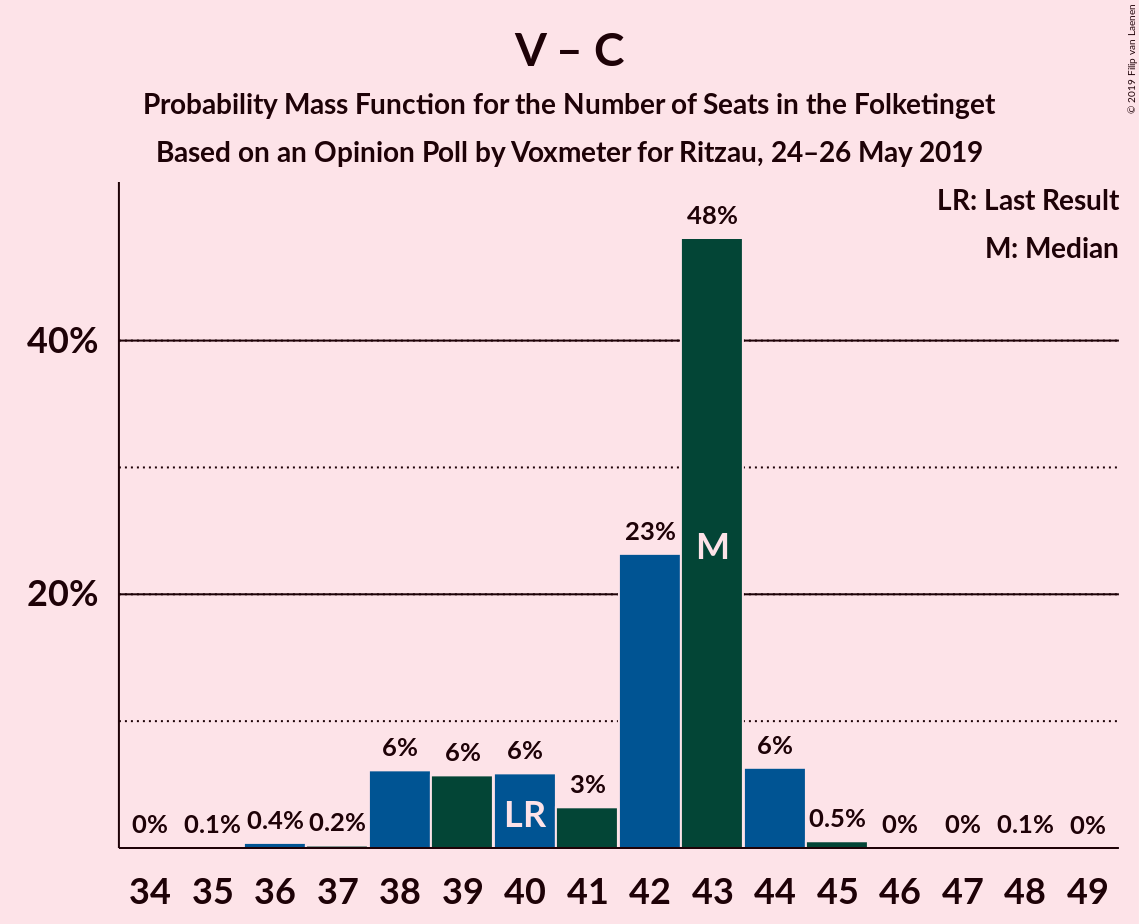 V – C
Probability Mass Function for the Number of Seats in the Folketinget
Based on an Opinion Poll by Voxmeter for Ritzau, 24–26 May 2019
© 2019 Filip van Laenen
LR: Last Result
M: Median
40%
20%
0%
0.1%
0.4%
0.2%
6%
6%
6%
3%
23%
48%
6%
0.5%
0%
0%
0.1%
0%
LR
M
34 35 36 37 38 39 40 41 42 43 44 45 46 47 48 49